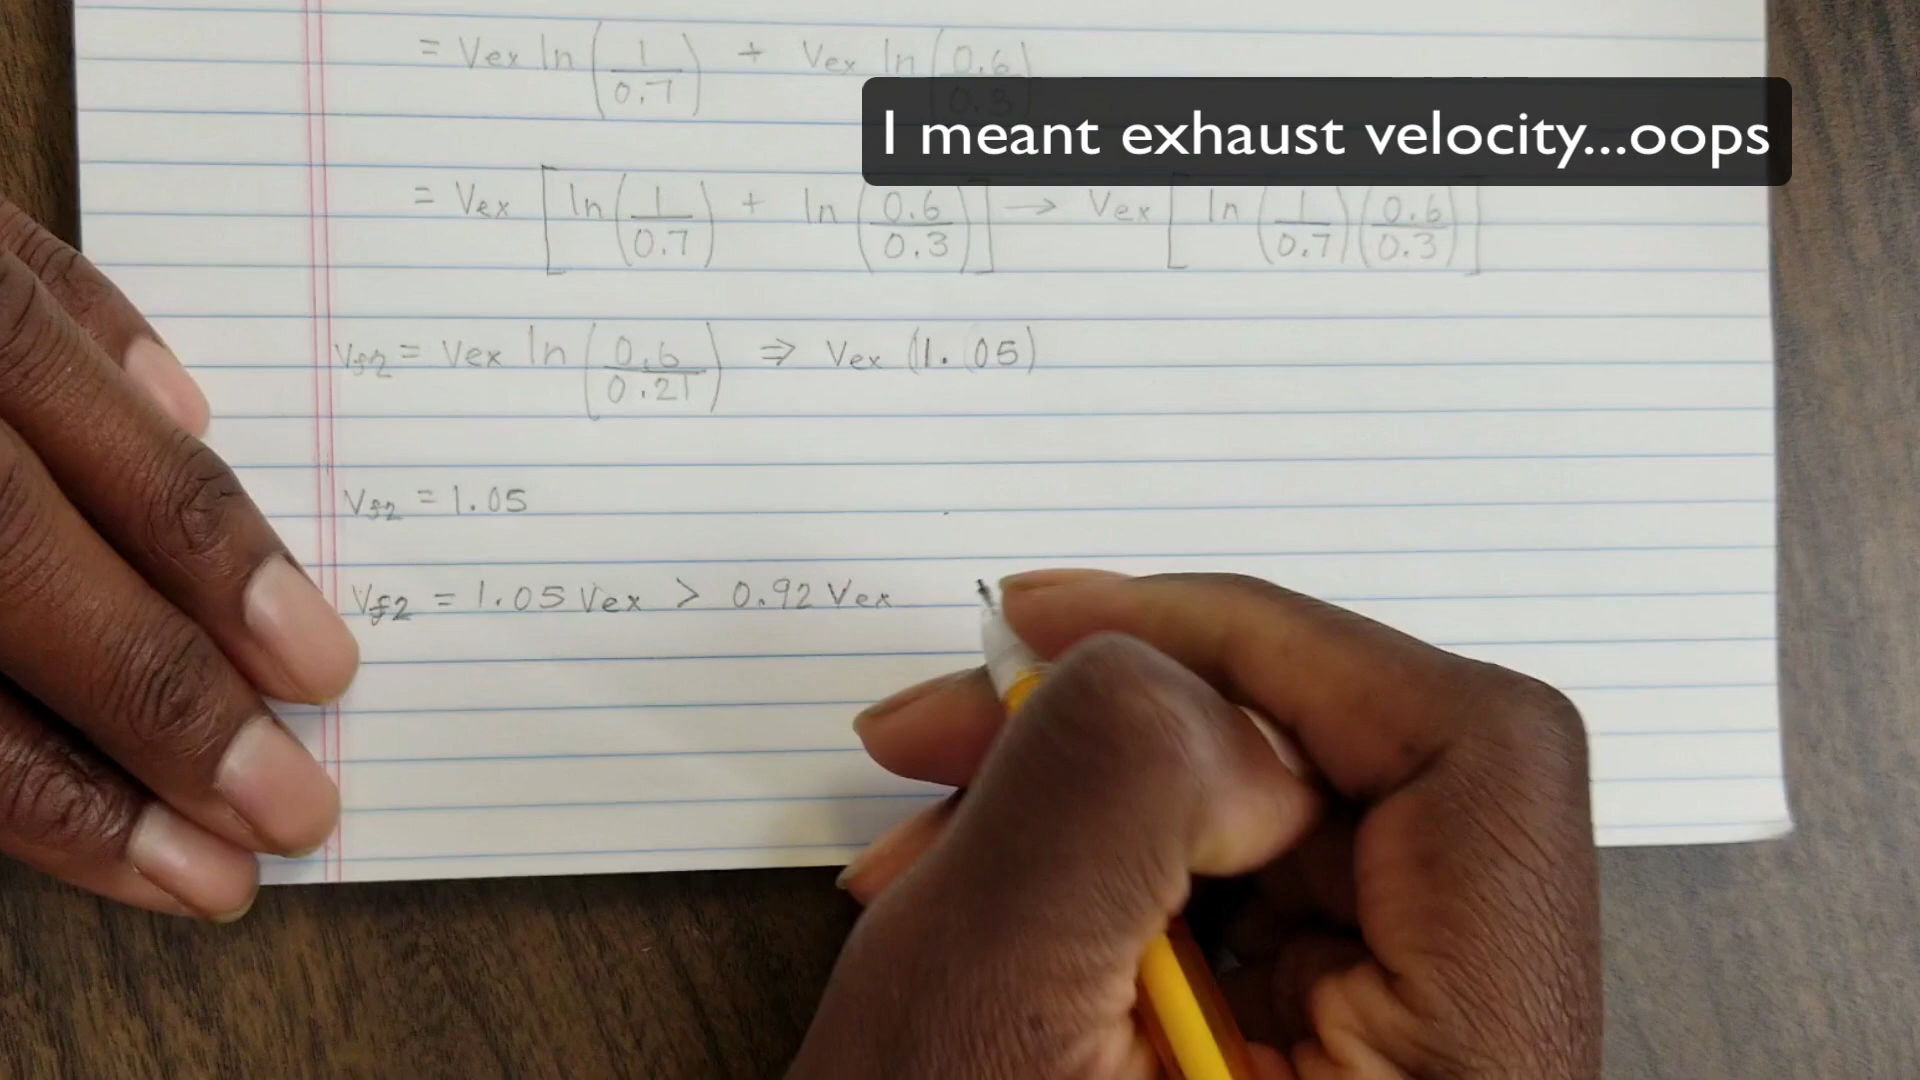 = Vex ln(1/0.7) + Vex ln(0.6/0.3)
I meant exhaust velocity...oops
= Vex [ln(1/0.7) + ln(0.6/0.3)] → Vex [ln(1/0.7)(0.6/0.3)]
Vf2 = Vex ln(0.6/0.21) ⇒ Vex (1.05)
Vf2 = 1.05
Vf2 = 1.05 Vex > 0.92 Vex